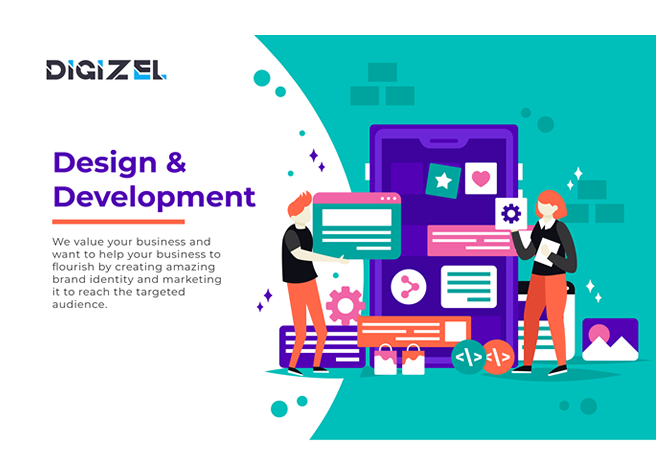 DIGIZEL
Design &
Development
We value your business and
want to help your business to
flourish by creating amazing
brand identity and marketing
it to reach the targeted
audience.